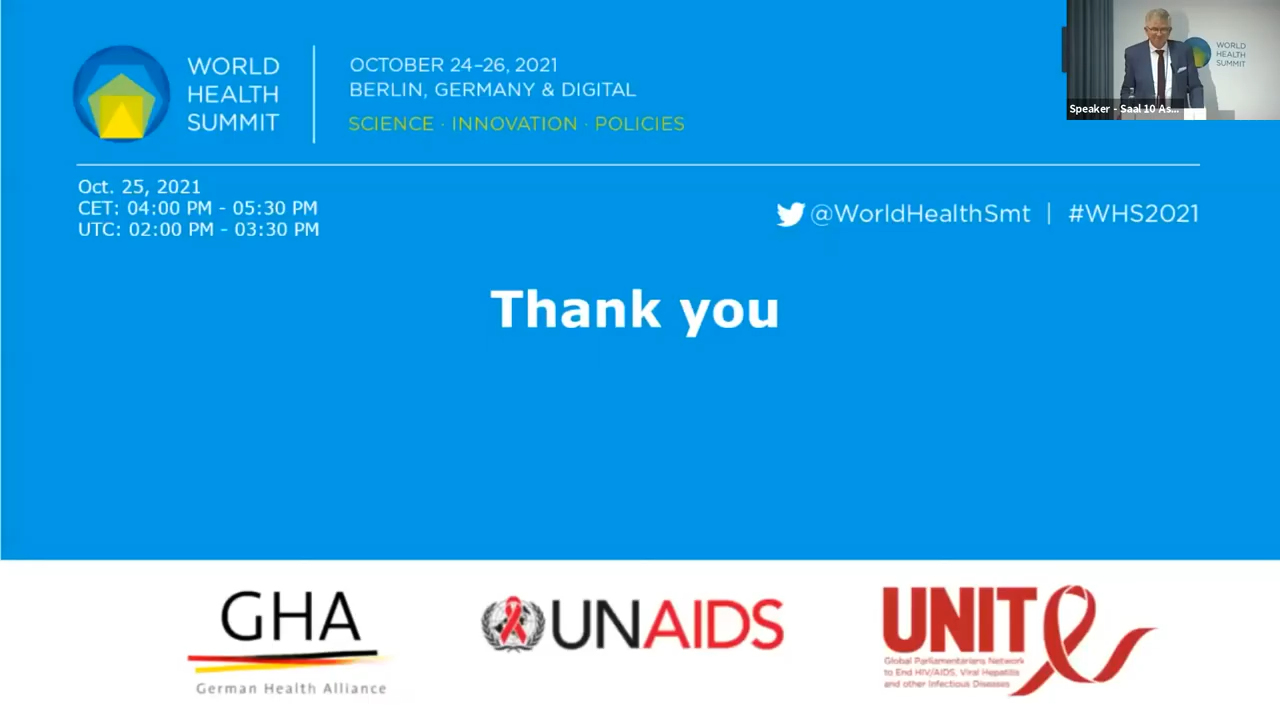 WORLD
HEALTH
SUMMIT
OCTOBER 24–26, 2021
BERLIN, GERMANY & DIGITAL
SCIENCE · INNOVATION · POLICIES
WORLD
HEALTH
SUMMIT
Speaker - Saal 10 As...
Oct. 25, 2021
CET: 04:00 PM - 05:30 PM
UTC: 02:00 PM - 03:30 PM
@WorldHealthSmt | #WHS2021
Thank you
GHA
German Health Alliance
UNAIDS
UNITE
Global Parliamentarians Network
to End HIV/AIDS, Viral Hepatitis
and other Infectious Diseases